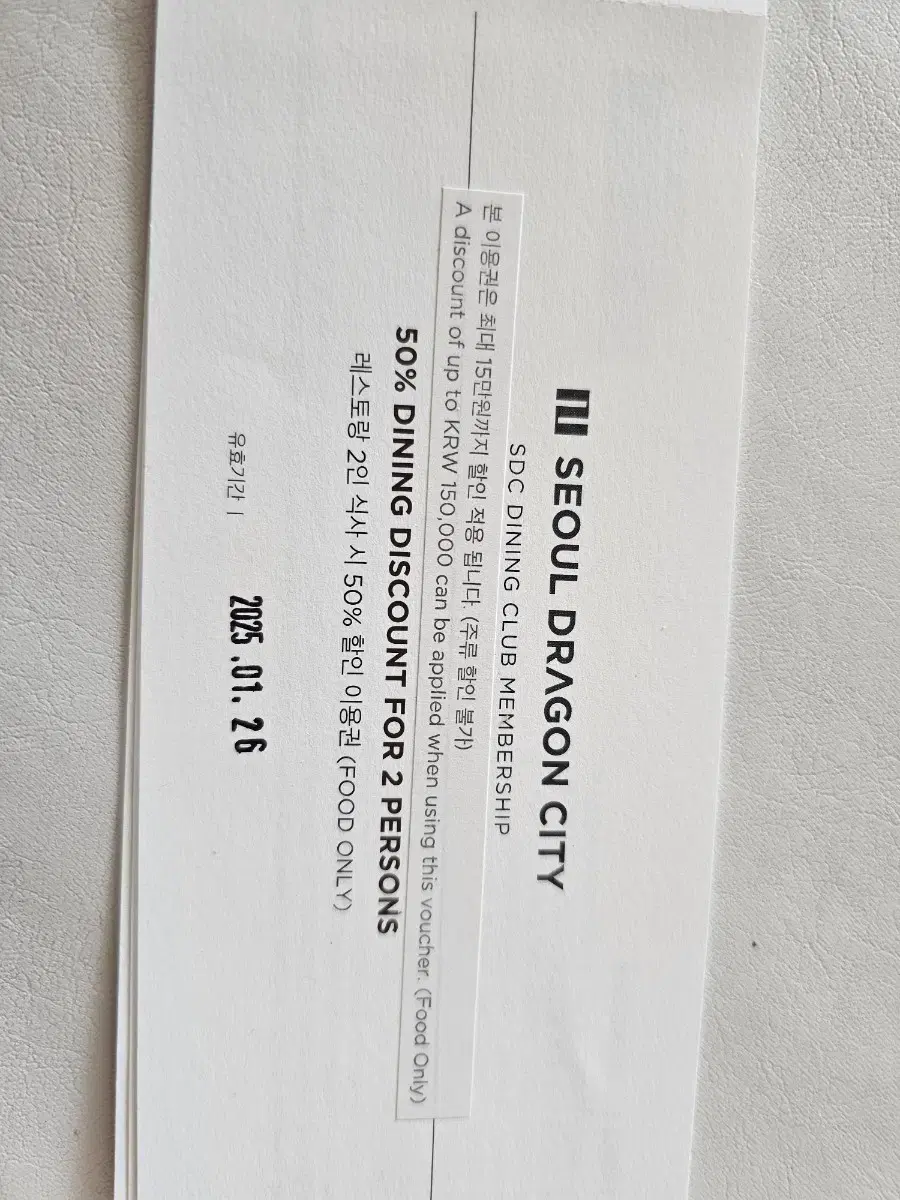 SEOUL DRAGON CITY
SDC DINING CLUB MEMBERSHIP
본 이용권은 최대 15만원까지 할인 적용 됩니다. (주류 할인 불가)
A discount of up to KRW 150,000 can be applied when using this voucher. (Food Only)
50% DINING DISCOUNT FOR 2 PERSONS
레스토랑 2인 식사 시 50% 할인 이용권 (FOOD ONLY)
유효기간 | 2025.01.26